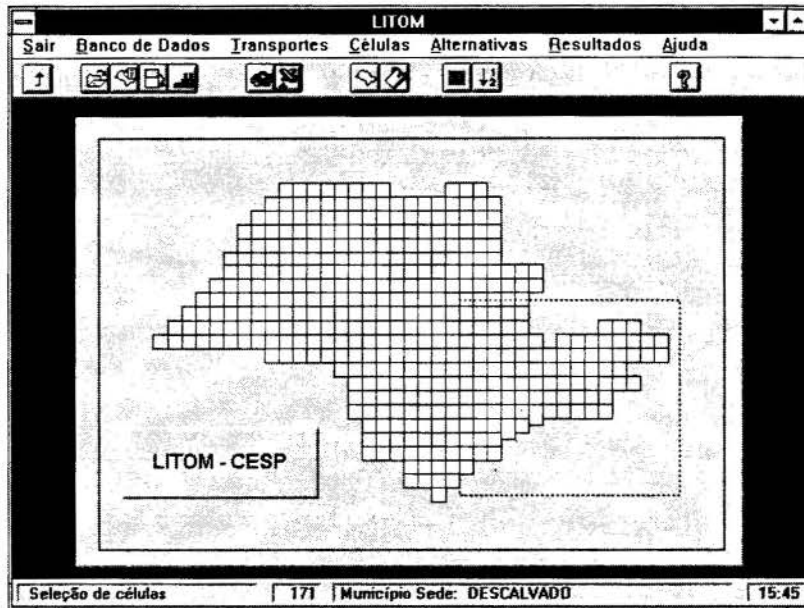 LITOM
Sair Banco de Dados Transportes Células Alternativas Resultados Ajuda
LITOM - CESP
Seleção de células 171 Município Sede: DESCALVADO 15:45